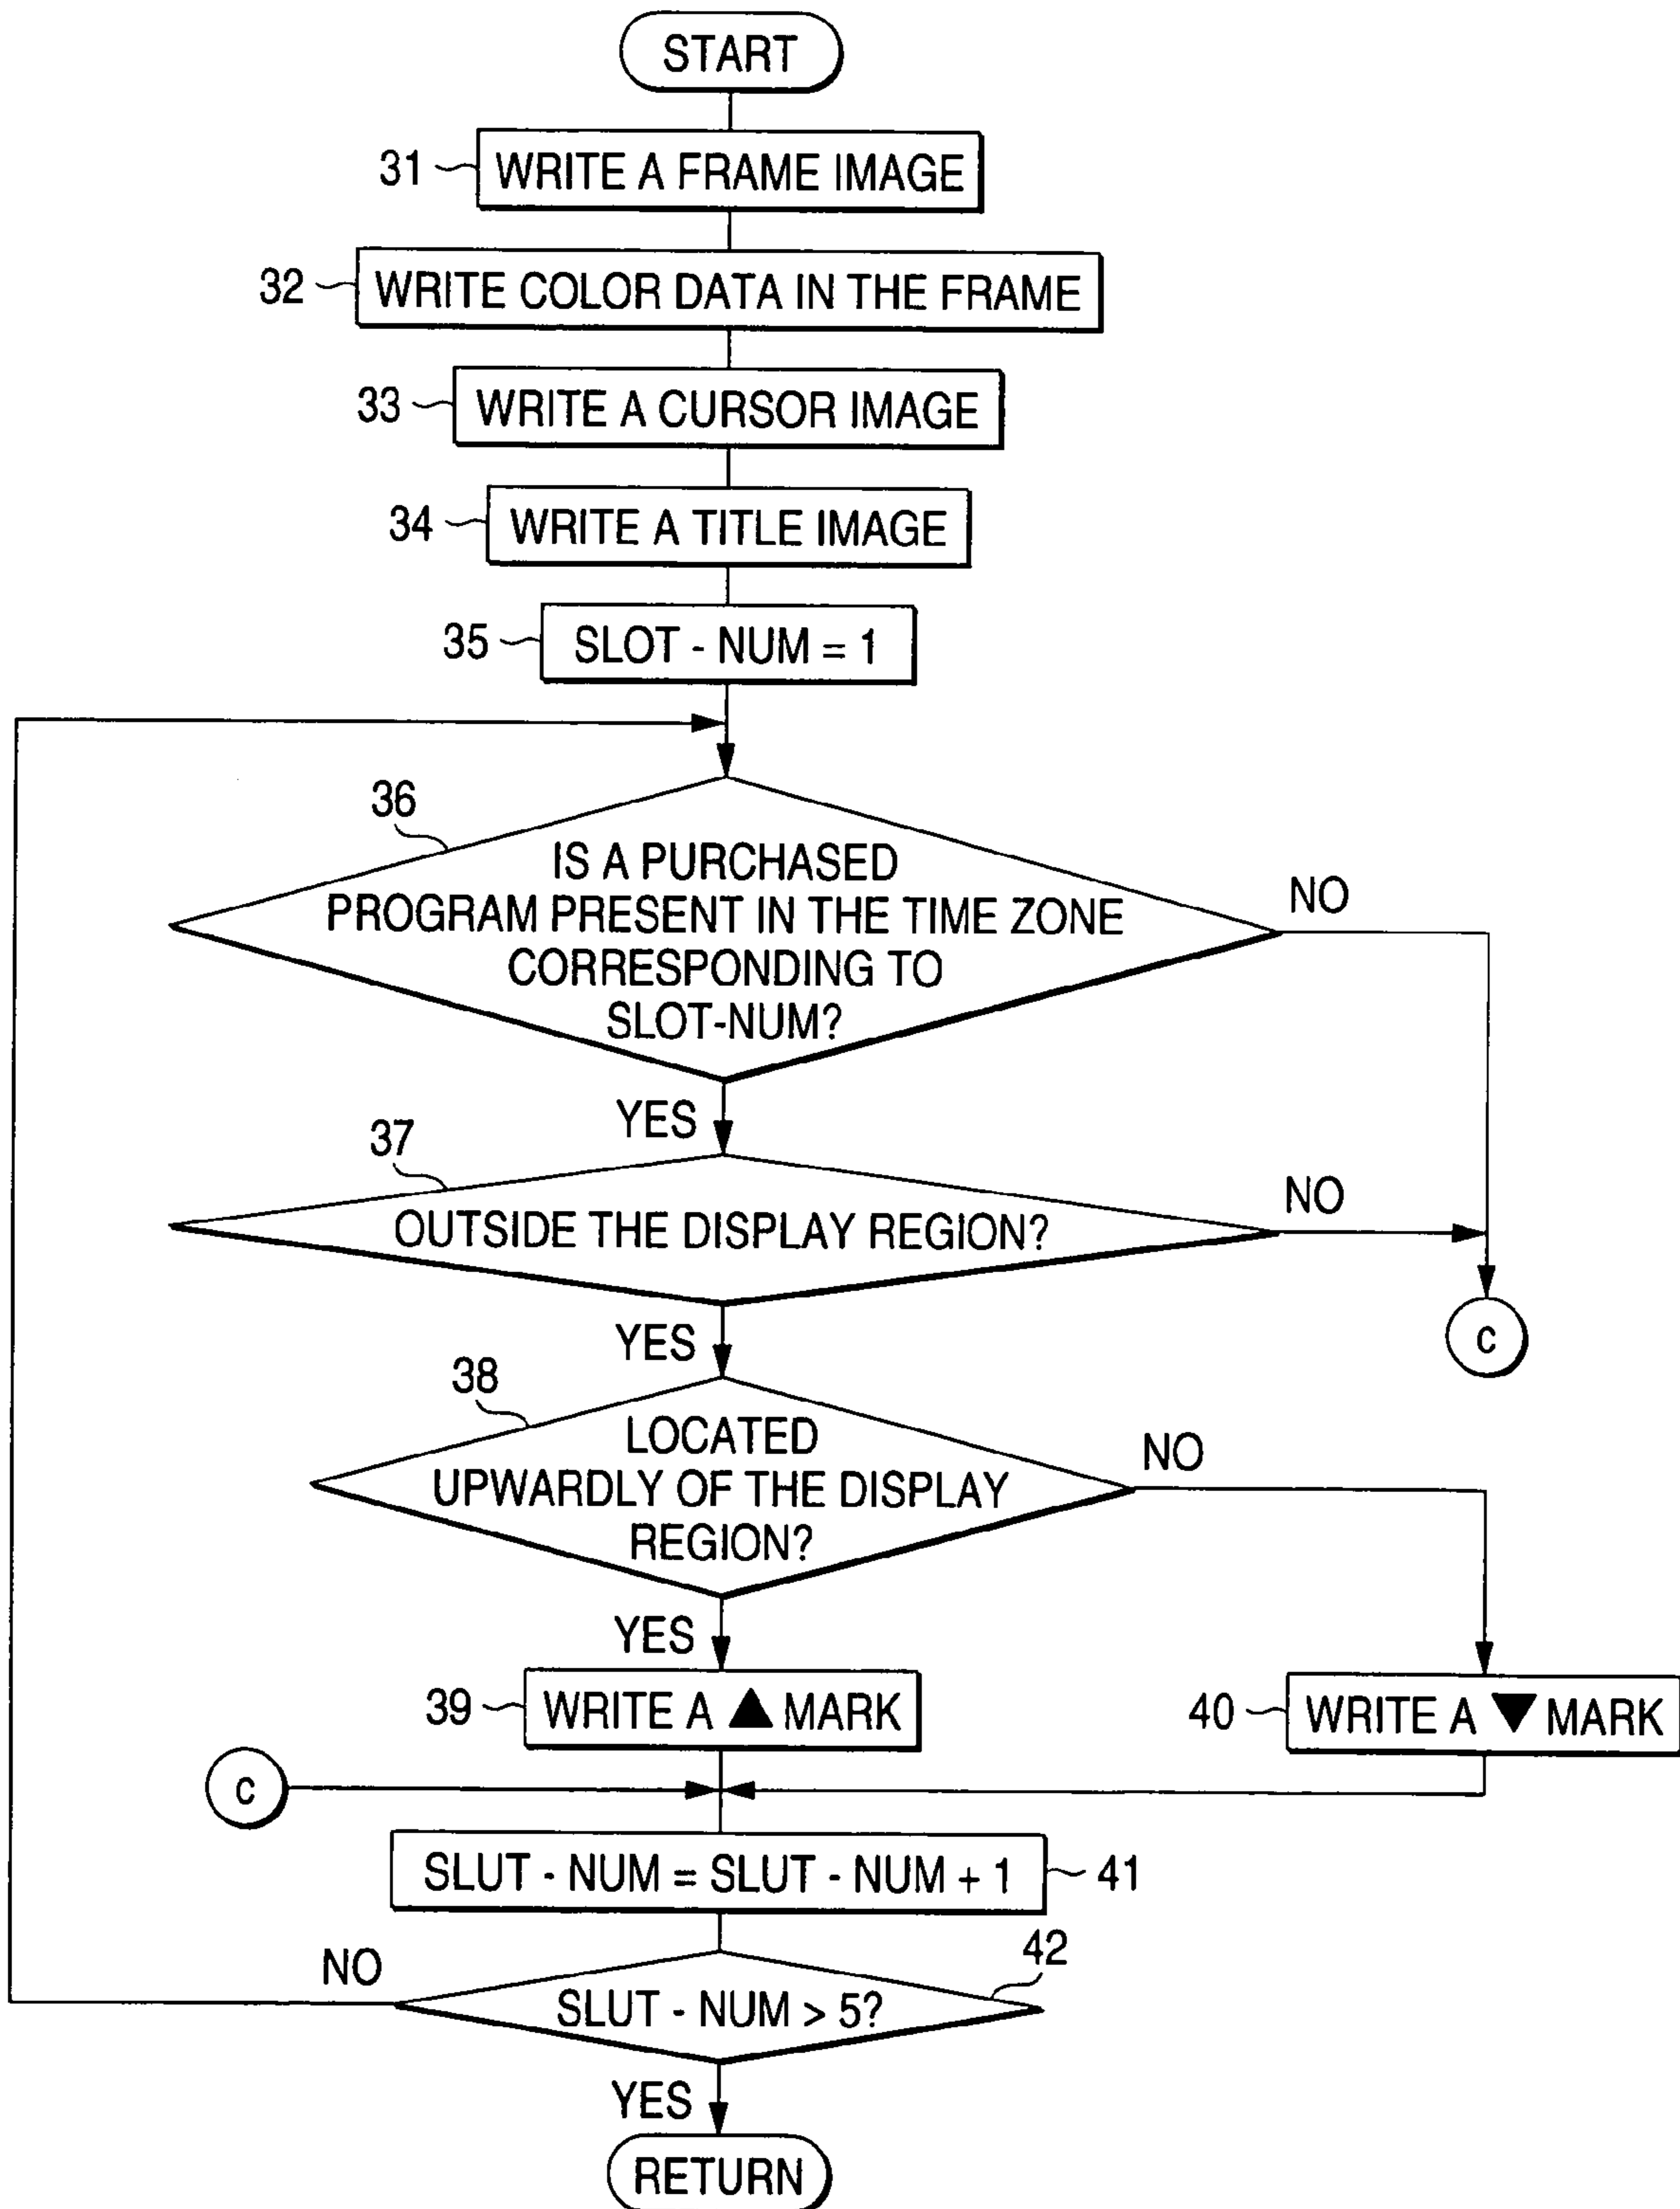 START
31 WRITE A FRAME IMAGE
32 WRITE COLOR DATA IN THE FRAME
33 WRITE A CURSOR IMAGE
34 WRITE A TITLE IMAGE
35 SLOT - NUM = 1
36
IS A PURCHASED
PROGRAM PRESENT IN THE TIME ZONE
CORRESPONDING TO
SLOT-NUM?
NO
YES
37
OUTSIDE THE DISPLAY REGION?
NO
YES
c
38
LOCATED
UPWARDLY OF THE DISPLAY
REGION?
NO
YES
39 WRITE A ▲ MARK
40 WRITE A ▼ MARK
c
SLUT - NUM = SLUT - NUM + 1 41
42
NO
SLUT - NUM > 5?
YES
RETURN